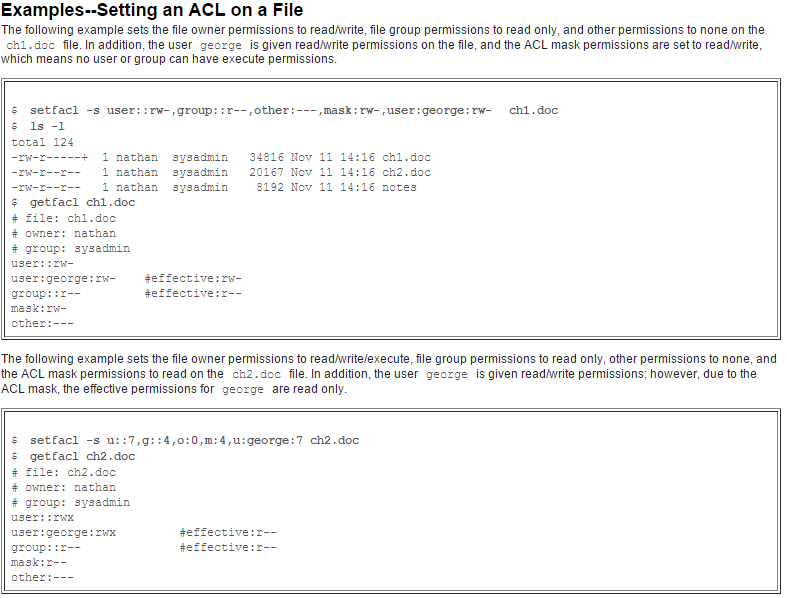 Examples--Setting an ACL on a File
The following example sets the file owner permissions to read/write, file group permissions to read only, and other permissions to none on the
ch1.doc file. In addition, the user george is given read/write permissions on the file, and the ACL mask permissions are set to read/write,
which means no user or group can have execute permissions.
$ setfacl -s user::rw-,group::r--,other:---,mask:rw-,user:george:rw- ch1.doc
$ ls -l
total 124
-rw-r-----+ 1 nathan sysadmin 34816 Nov 11 14:16 ch1.doc
-rw-r--r-- 1 nathan sysadmin 20167 Nov 11 14:16 ch2.doc
-rw-r--r-- 1 nathan sysadmin 8192 Nov 11 14:16 notes
$ getfacl ch1.doc
# file: ch1.doc
# owner: nathan
# group: sysadmin
user::rw-
user:george:rw- #effective:rw-
group::r-- #effective:r--
mask:rw-
other:---
The following example sets the file owner permissions to read/write/execute, file group permissions to read only, other permissions to none, and
the ACL mask permissions to read on the ch2.doc file. In addition, the user george is given read/write permissions; however, due to the
ACL mask, the effective permissions for george are read only.
$ setfacl -s u::7,g::4,o:0,m:4,u:george:7 ch2.doc
$ getfacl ch2.doc
# file: ch2.doc
# owner: nathan
# group: sysadmin
user::rwx
user:george:rwx #effective:r--
group::r-- #effective:r--
mask:r--
other:---